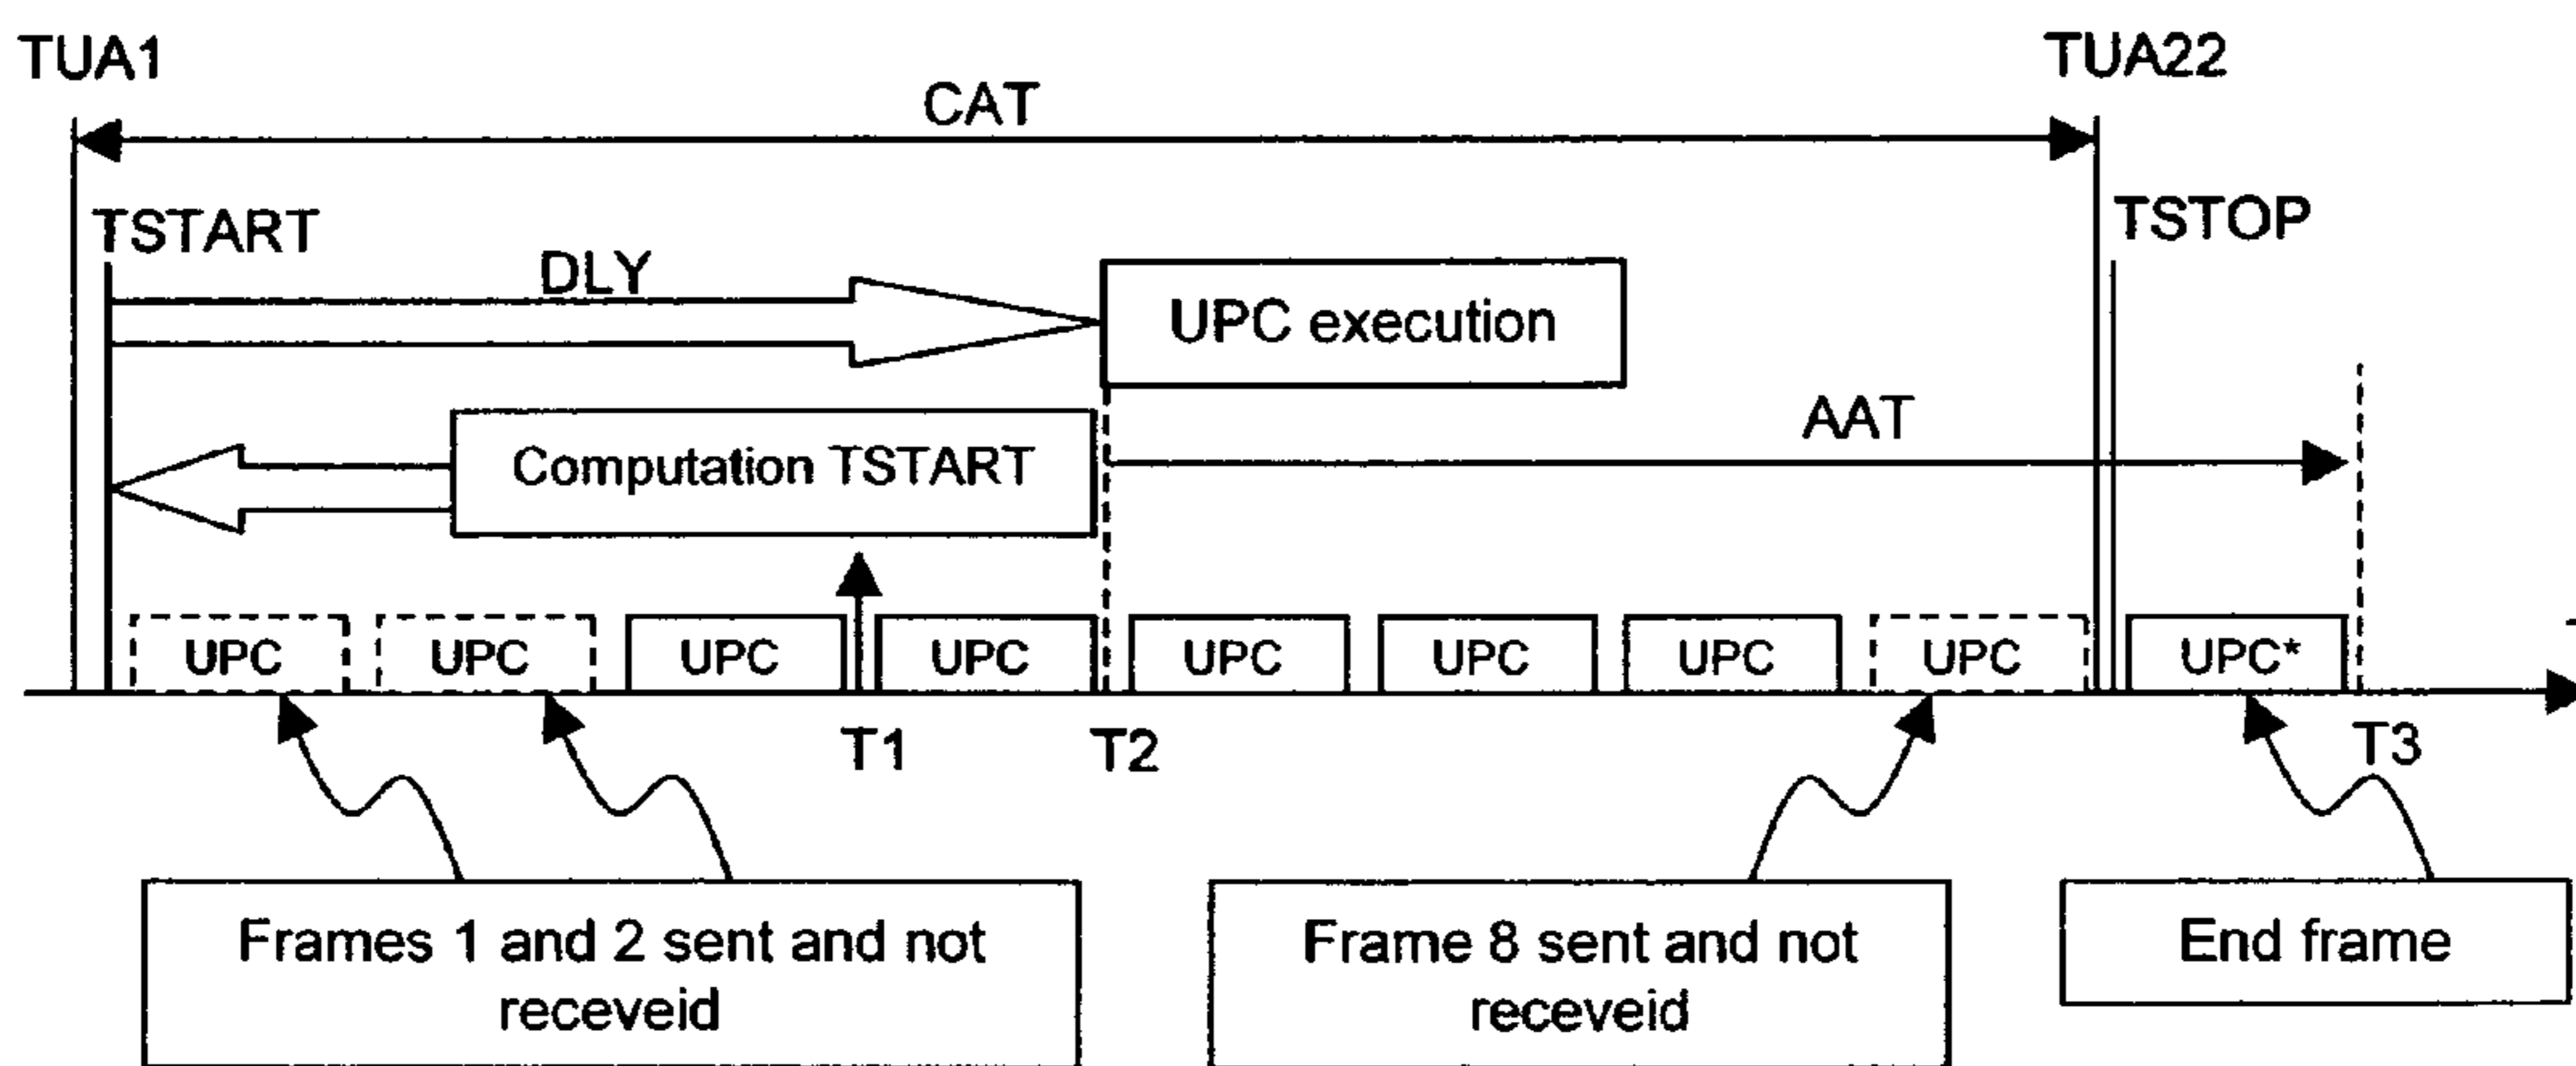 TUA1
TUA22
CAT
TSTART
TSTOP
DLY
UPC execution
AAT
Computation TSTART
UPC
UPC
UPC
UPC
UPC
UPC
UPC
UPC
UPC*
T1
T2
T3
Frames 1 and 2 sent and not
receveid
Frame 8 sent and not
receveid
End frame